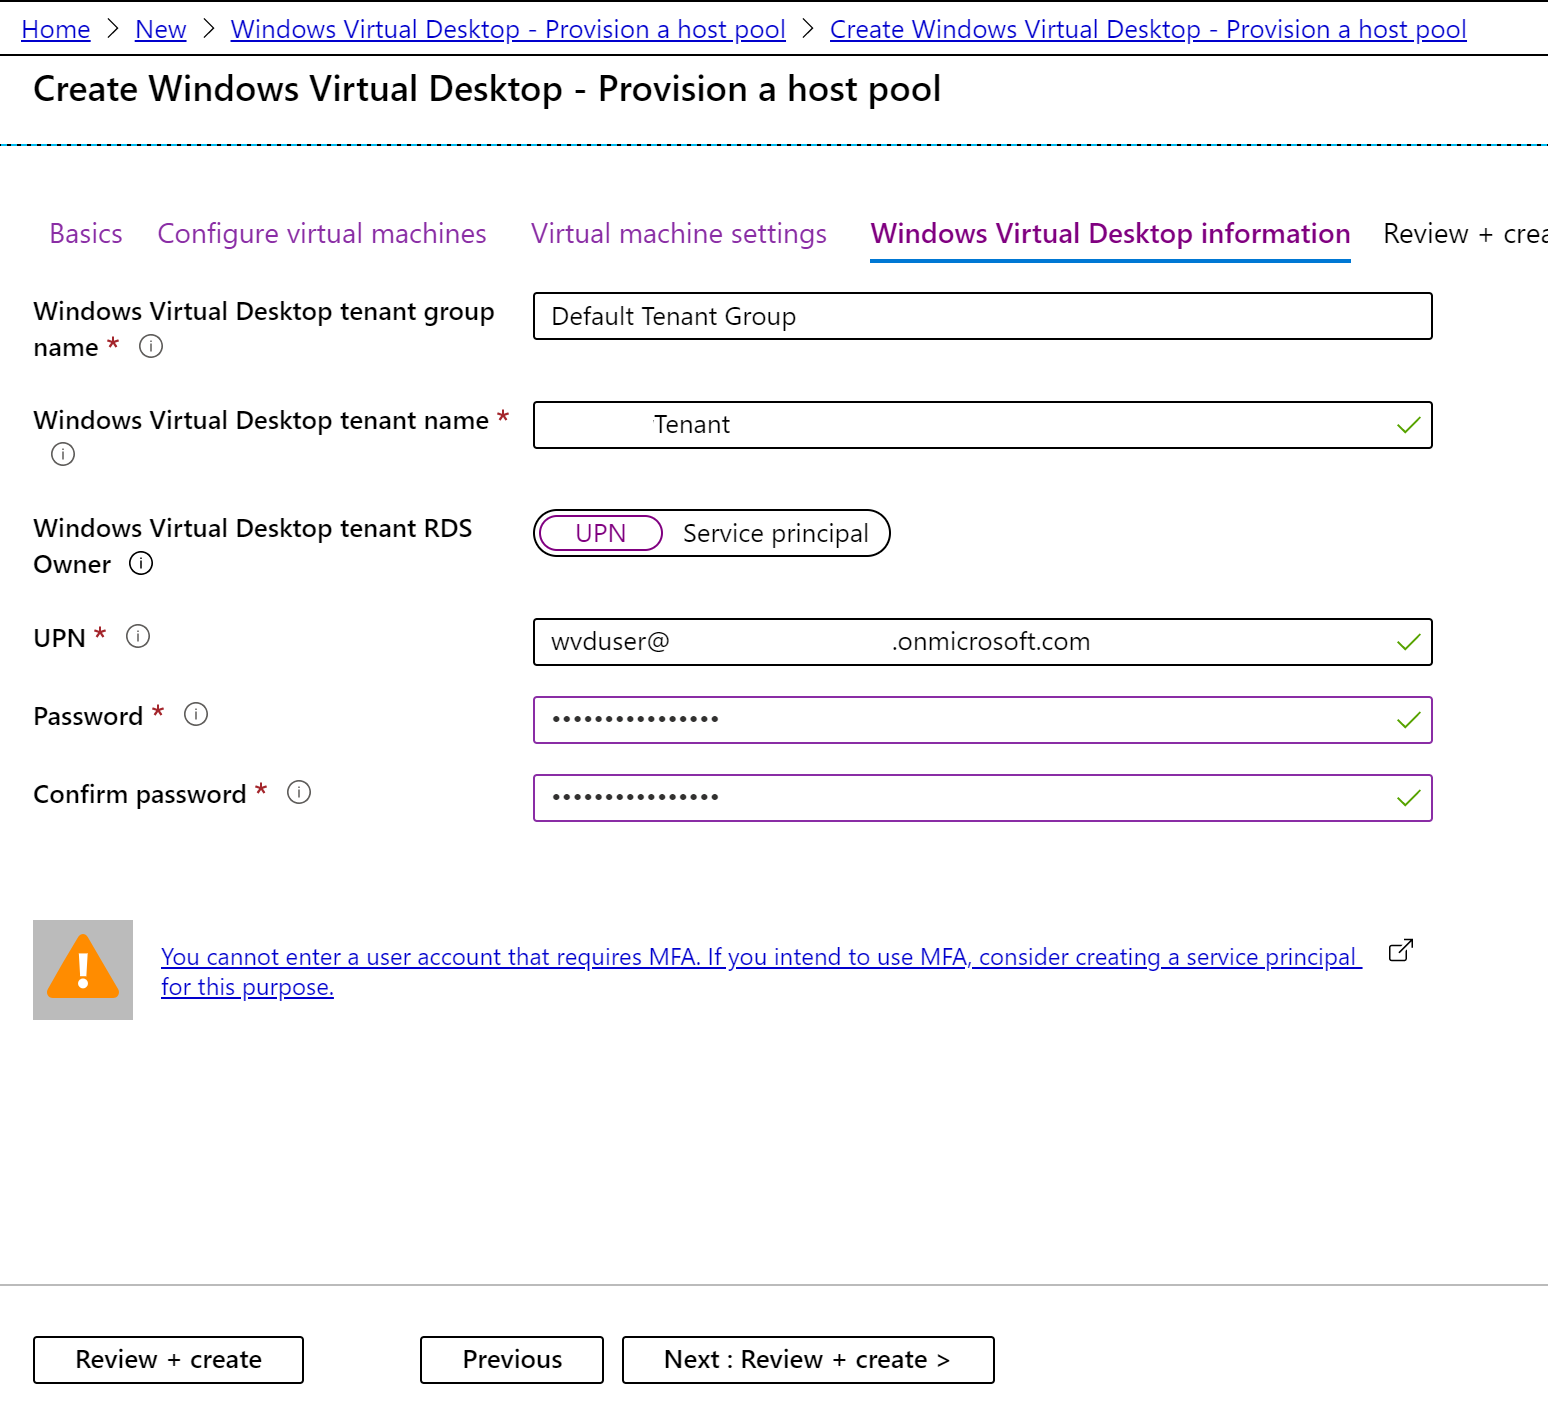 Home > New > Windows Virtual Desktop - Provision a host pool > Create Windows Virtual Desktop - Provision a host pool
Create Windows Virtual Desktop - Provision a host pool
Basics Configure virtual machines Virtual machine settings Windows Virtual Desktop information Review + crea
Windows Virtual Desktop tenant group
name *
Default Tenant Group
Windows Virtual Desktop tenant name *
Tenant
Windows Virtual Desktop tenant RDS
Owner
UPN Service principal
UPN *
wvduser@ .onmicrosoft.com
Password *
••••••••••••••••
Confirm password *
••••••••••••••••
You cannot enter a user account that requires MFA. If you intend to use MFA, consider creating a service principal
for this purpose.
Review + create Previous Next : Review + create >